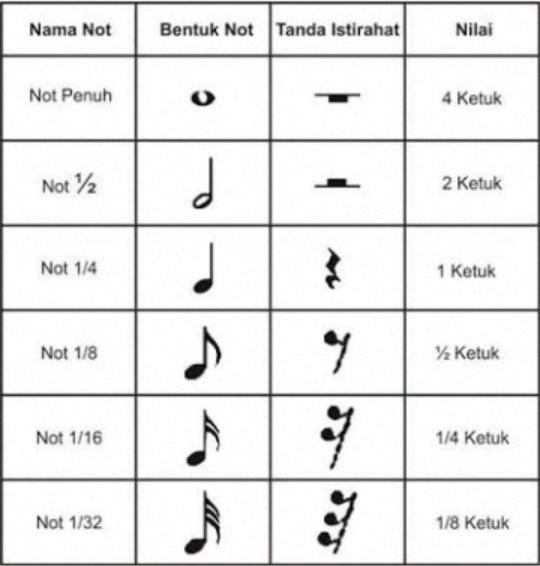 Nama Not Bentuk Not Tanda Istirahat Nilai
Not Penuh 4 Ketuk
Not ½ 2 Ketuk
Not 1/4 1 Ketuk
Not 1/8 ½ Ketuk
Not 1/16 1/4 Ketuk
Not 1/32 1/8 Ketuk